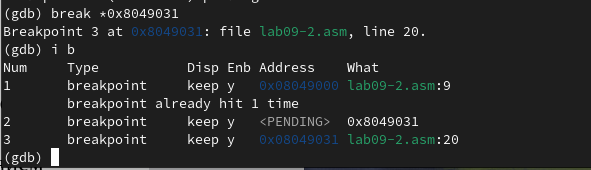 (gdb) break *0x8049031
Breakpoint 3 at 0x8049031: file lab09-2.asm, line 20.
(gdb) i b
Num     Type           Disp Enb Address    What
1       breakpoint     keep y   0x08049000 lab09-2.asm:9
        breakpoint already hit 1 time
2       breakpoint     keep y   <PENDING>  0x8049031
3       breakpoint     keep y   0x08049031 lab09-2.asm:20
(gdb)